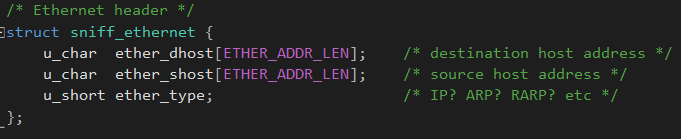 /* Ethernet header */
struct sniff_ethernet {
u_char ether_dhost[ETHER_ADDR_LEN]; /* destination host address */
u_char ether_shost[ETHER_ADDR_LEN]; /* source host address */
u_short ether_type; /* IP? ARP? RARP? etc */
};